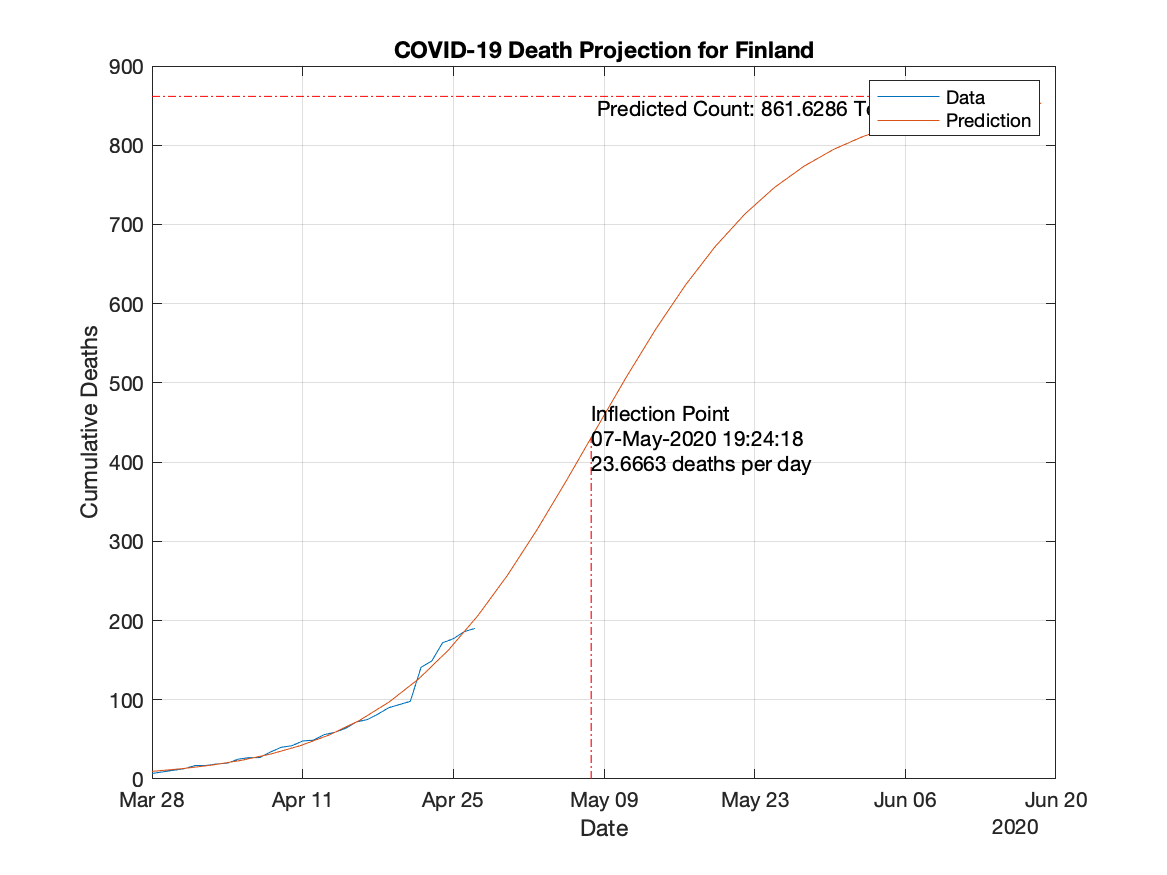 COVID-19 Death Projection for Finland
900
800
700
600
500
400
300
200
100
0
Cumulative Deaths
Predicted Count: 861.6286
Data
Prediction
Inflection Point
07-May-2020 19:24:18
23.6663 deaths per day
Mar 28
Apr 11
Apr 25
May 09
May 23
Jun 06
Jun 20
Date
2020